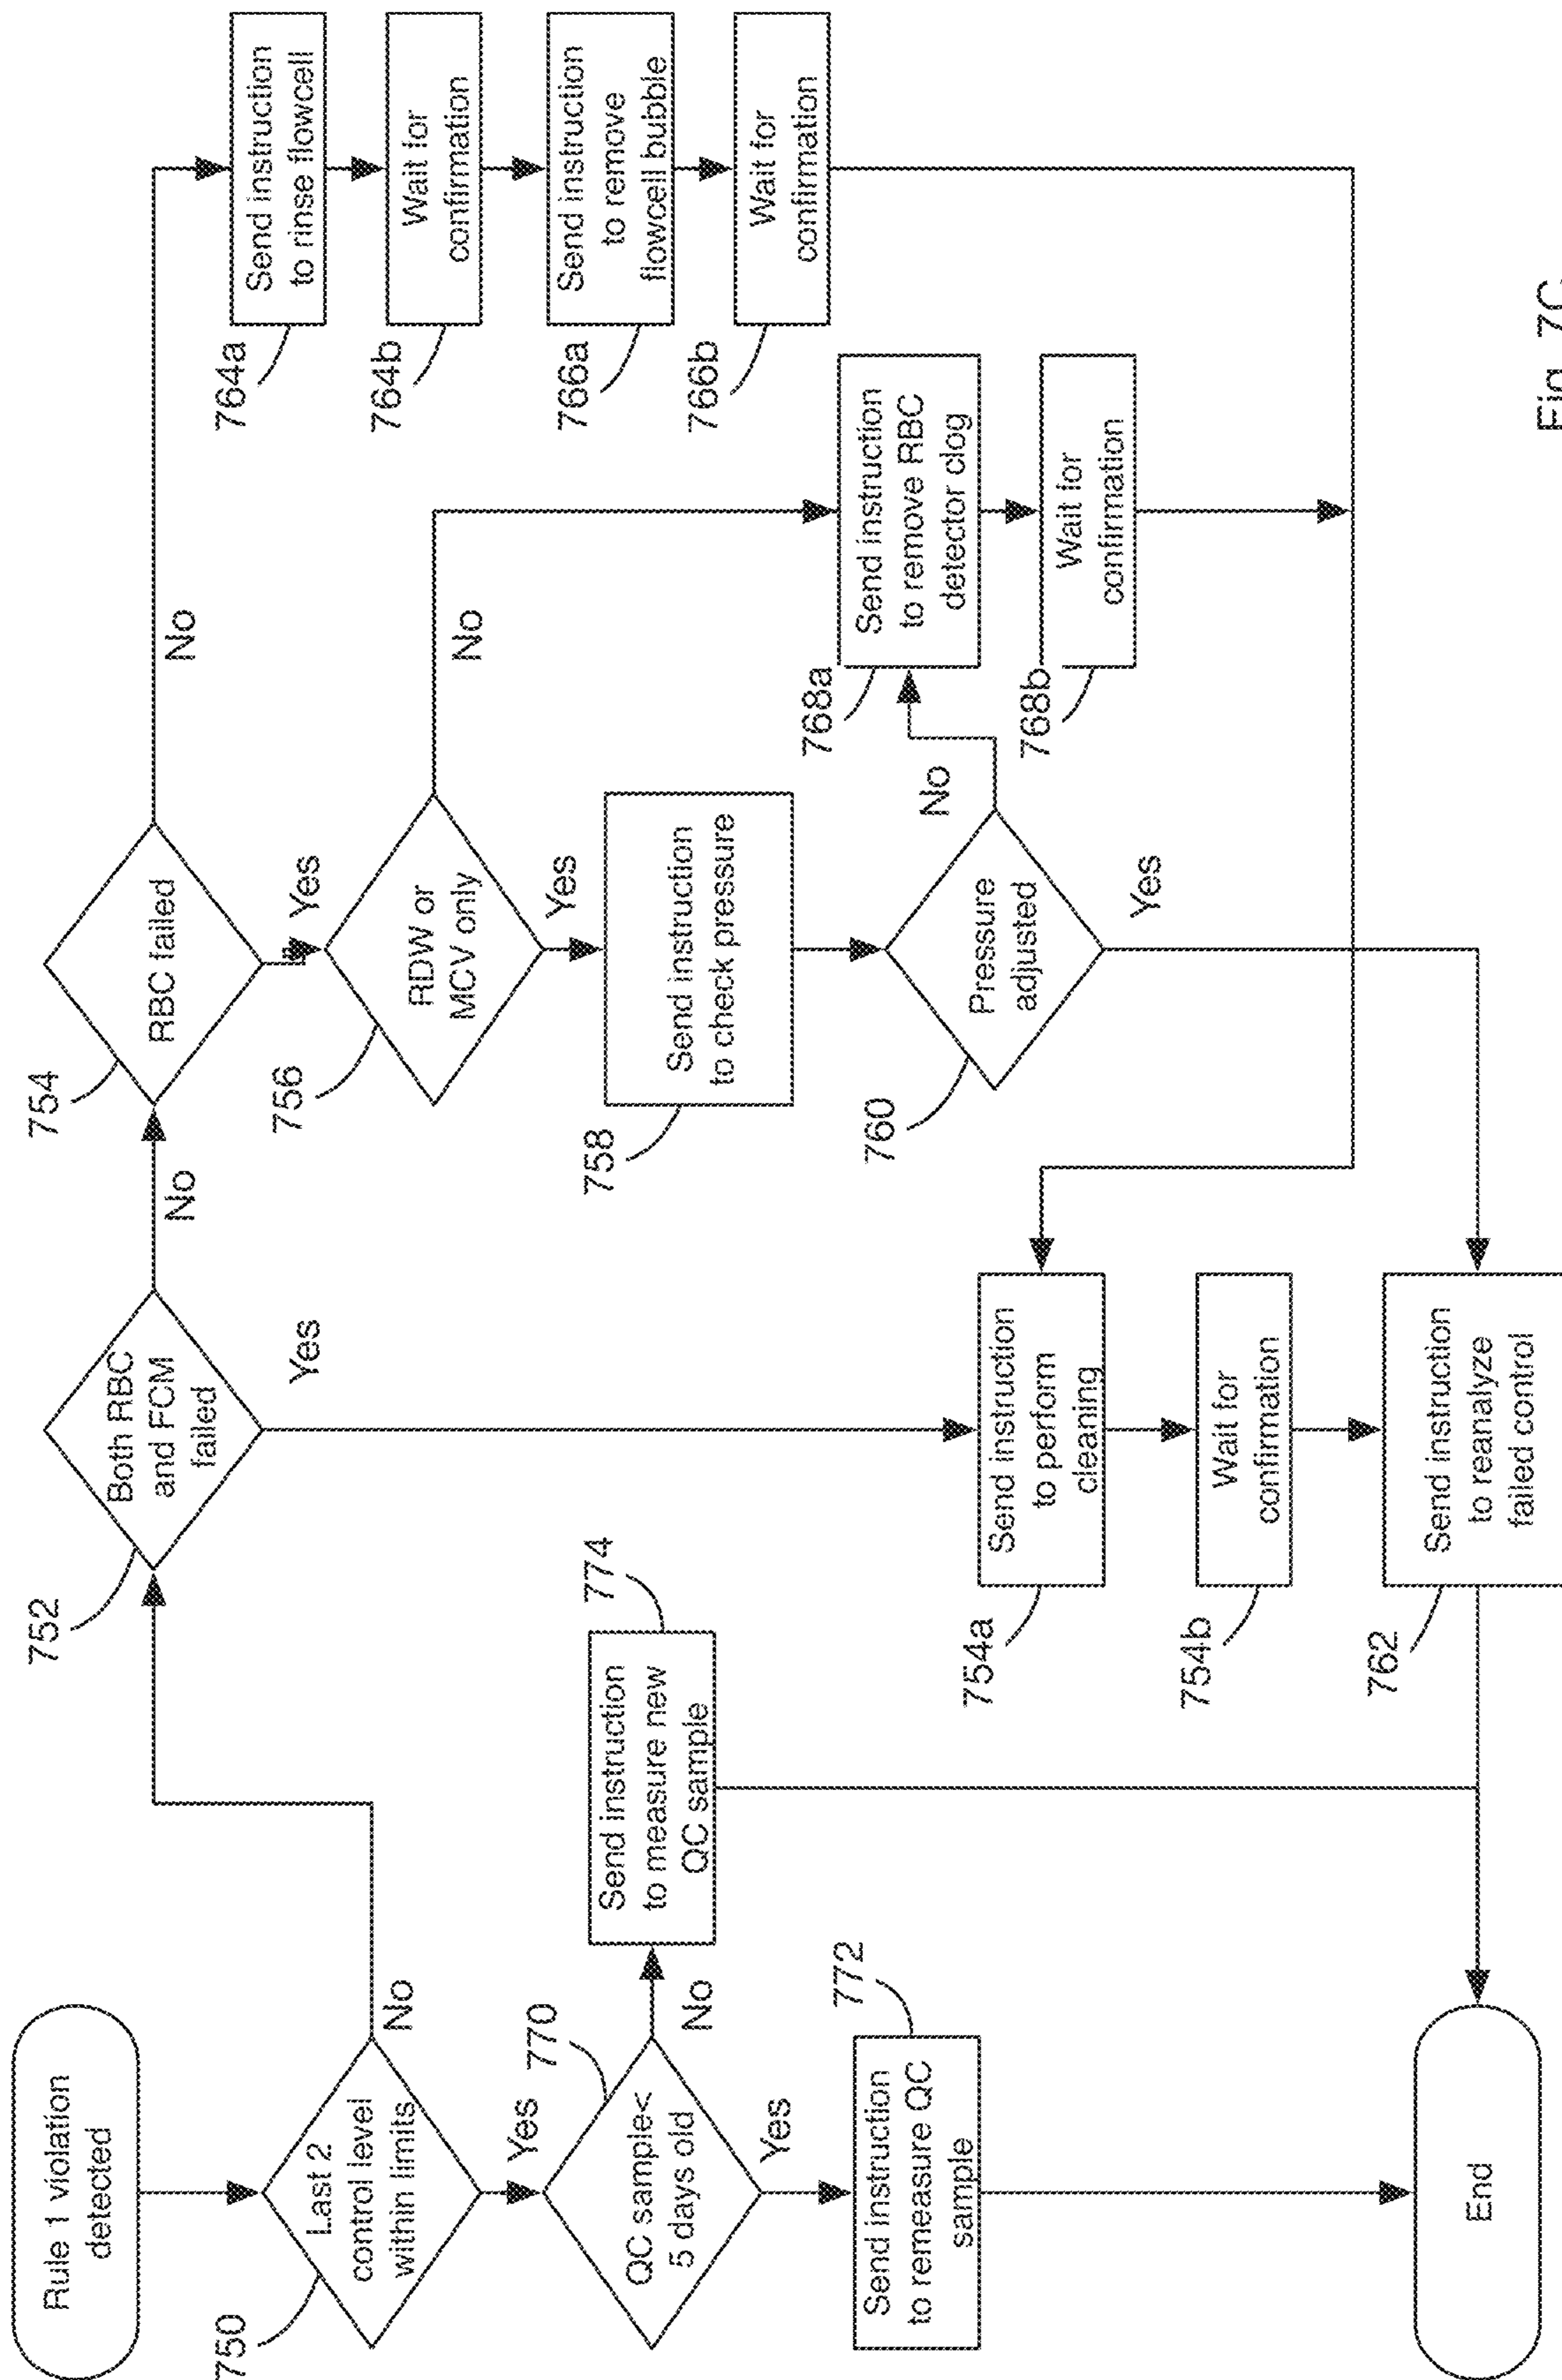 Rule 1 violation
detected
750
Last 2
control level
within limits
No
Yes
770
QC sample<
5 days old
No
Yes
774
Send instruction
to measure new
QC sample
772
Send instruction
to remeasure QC
sample
End
752
Both RBC
and FCM
failed
No
Yes
754a
Send instruction
to perform
cleaning
754b
Wait for
confirmation
762
Send instruction
to reanalyze
failed control
754
RBC failed
No
Yes
756
RDW or
MCV only
No
Yes
758
Send instruction
to check pressure
760
Pressure
adjusted
No
Yes
768a
Send instruction
to remove RBC
detector clog
768b
Wait for
confirmation
764a
Send instruction
to rinse flowcell
764b
Wait for
confirmation
766a
Send instruction
to remove
flowcell bubble
766b
Wait for
confirmation
Fig. 7C